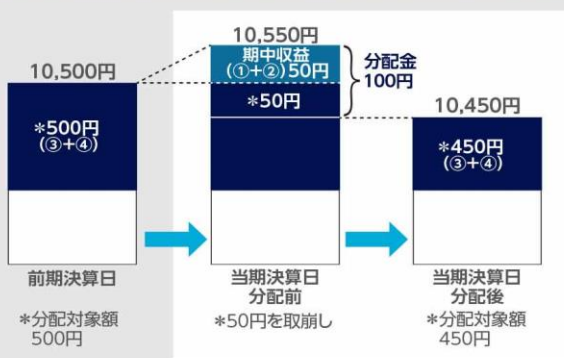 10,500円
*500円
(③+④)
前期決算日
*分配対象額
500円
10,550円
期中収益
(①+②)50円
*50円
分配金
100円
当期決算日
分配前
*50円を取崩し
10,450円
*450円
(③+④)
当期決算日
分配後
*分配対象額
450円